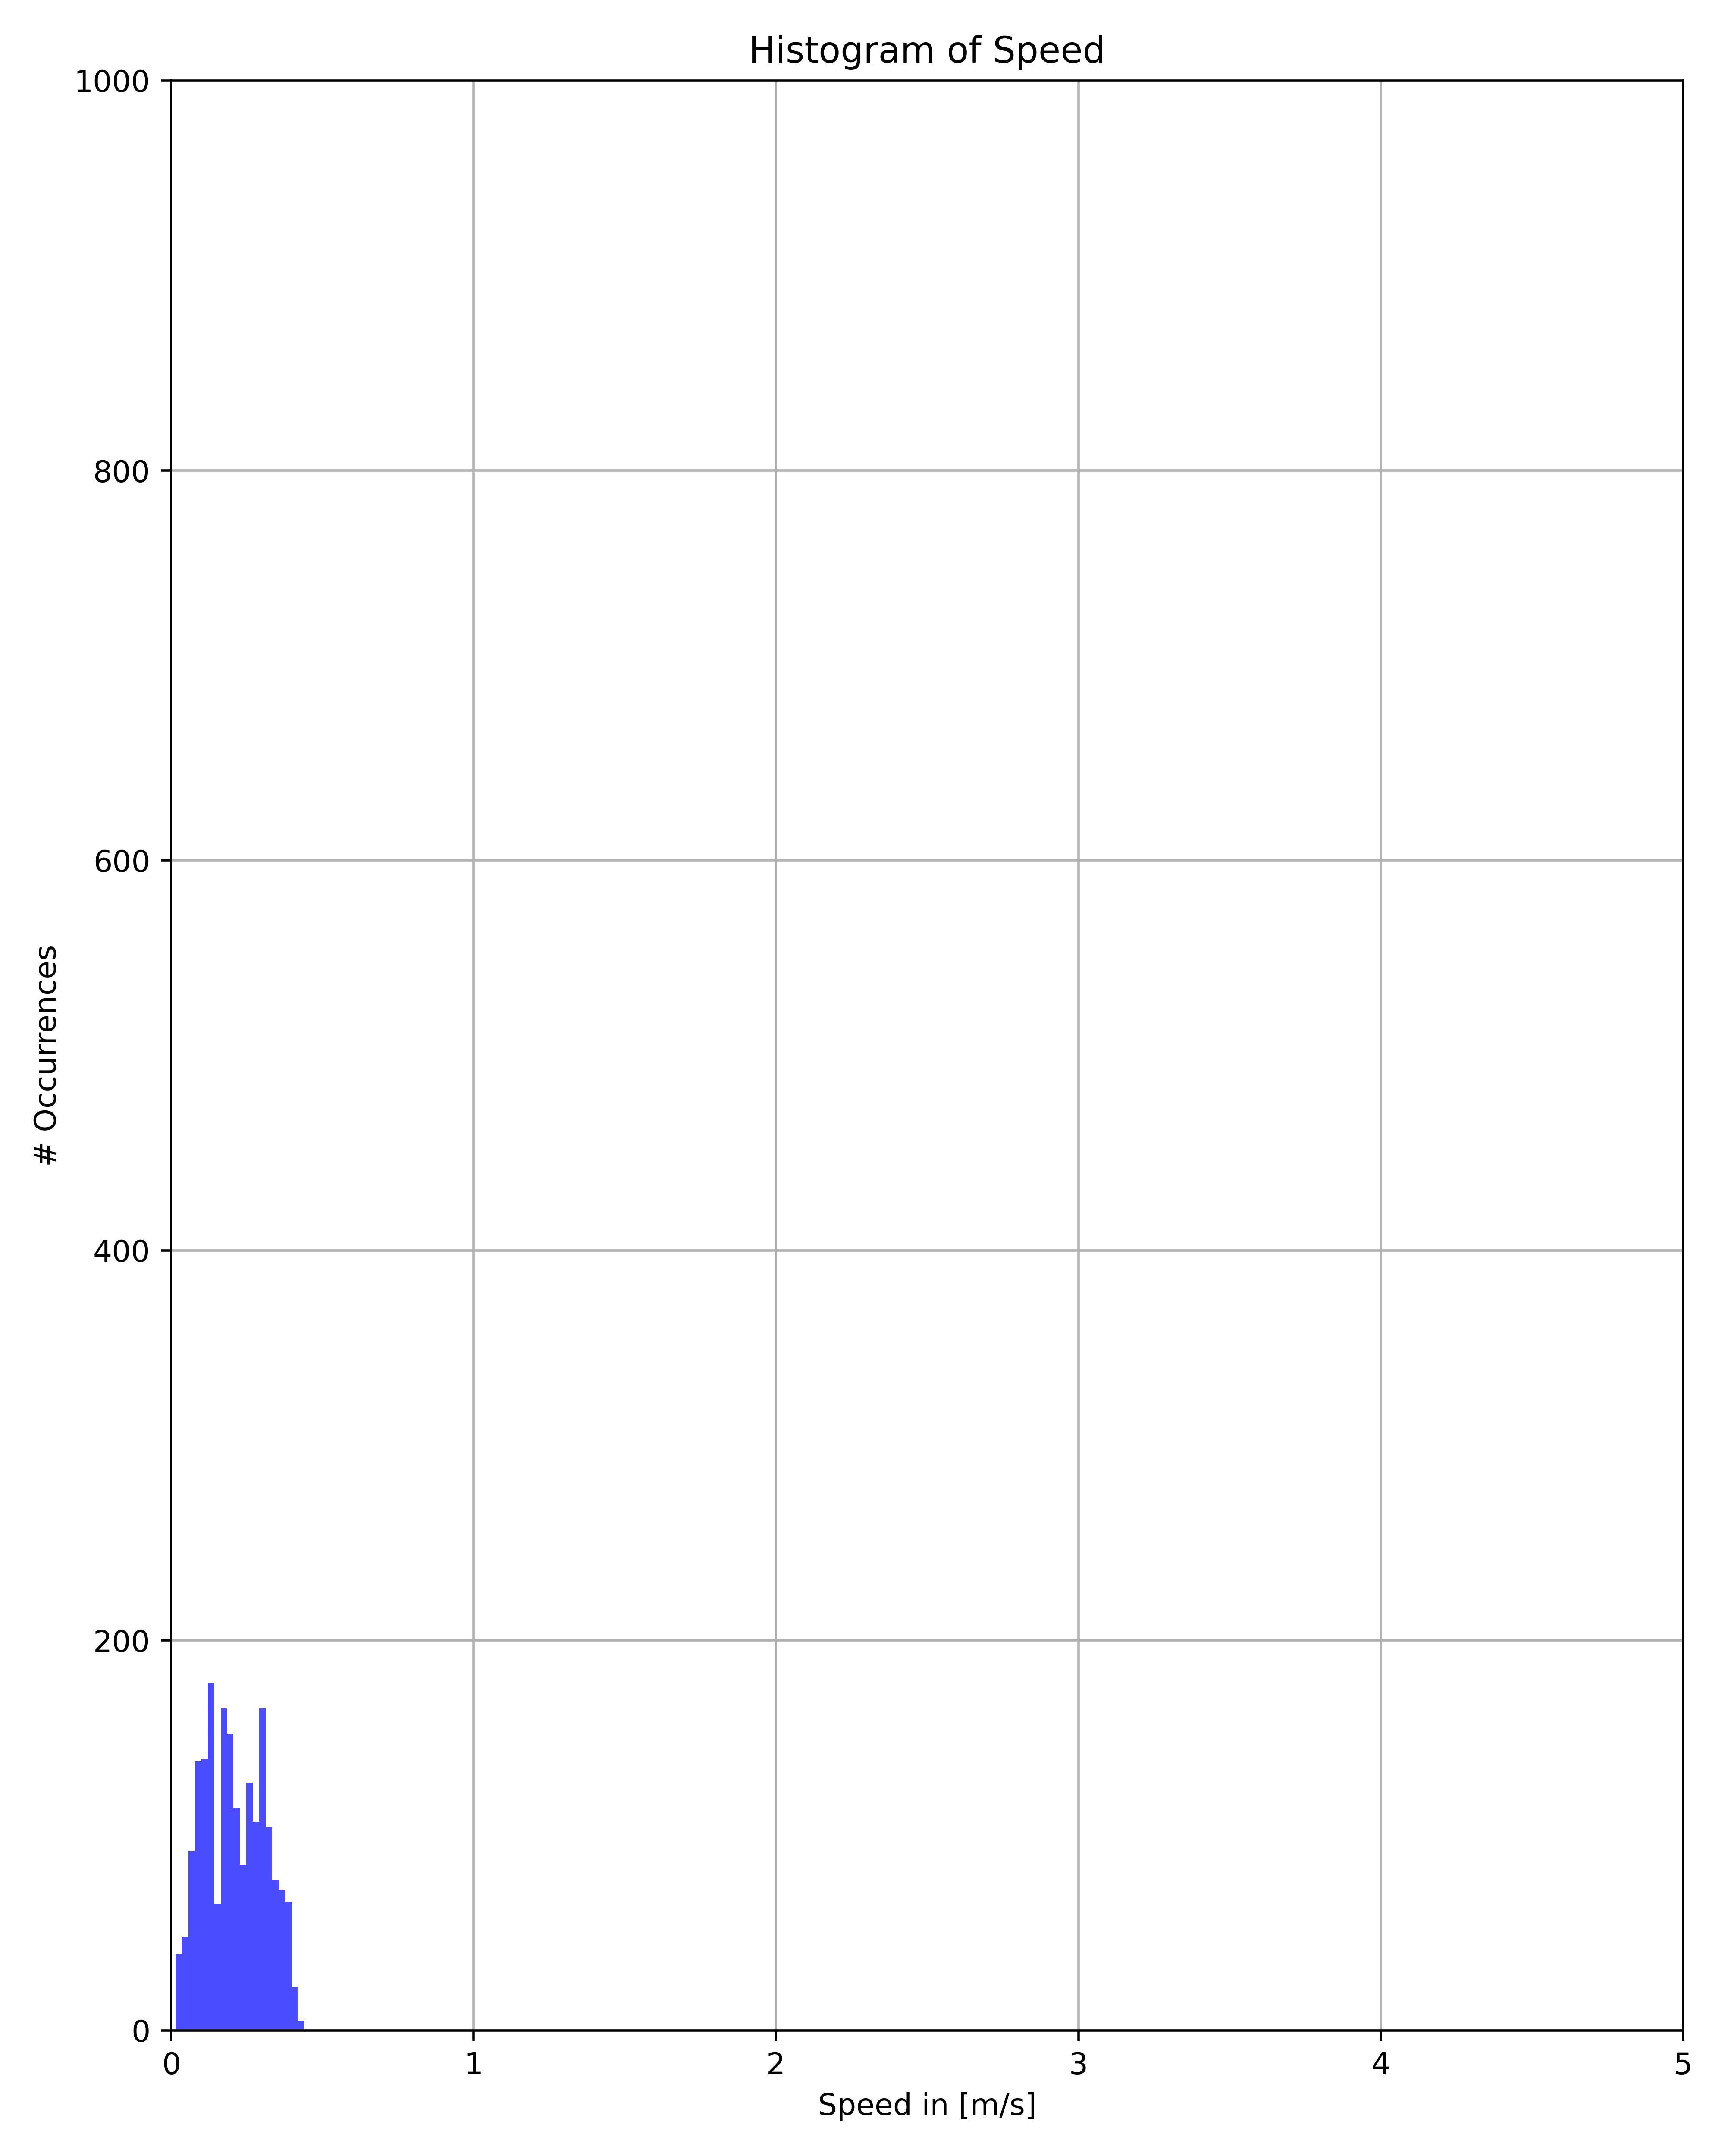 Histogram of Speed
1000
800
600
400
200
0
# Occurrences
0 1 2 3 4 5
Speed in [m/s]